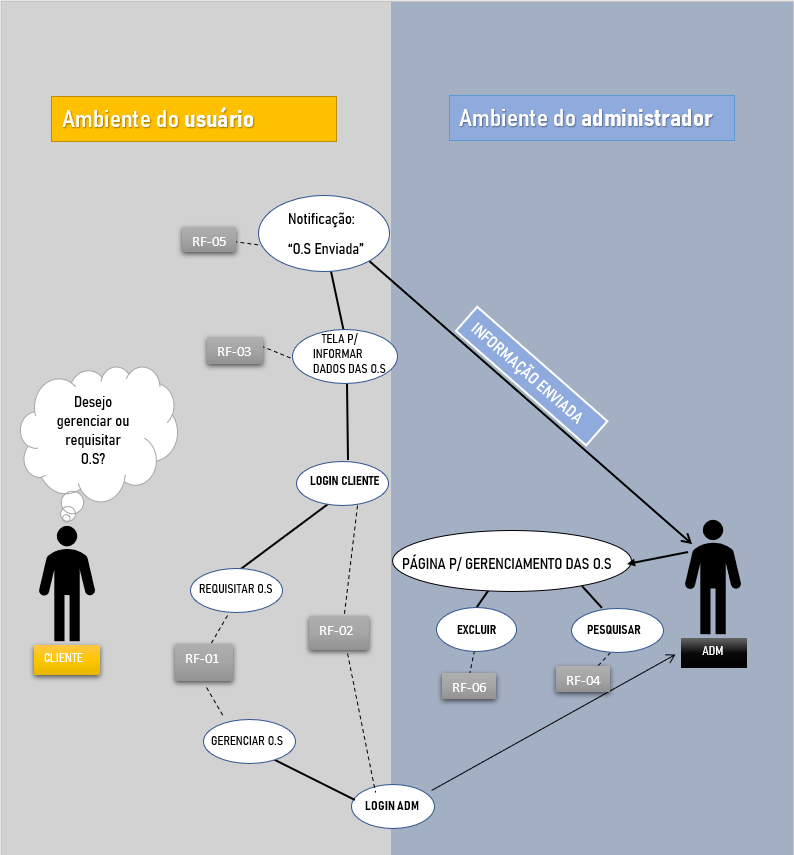 Ambiente do usuário
Ambiente do administrador
Notificação:
“O.S Enviada”
RF-05
TELA P/
INFORMAR
DADOS DAS O.S
RF-03
INFORMAÇÃO ENVIADA
Desejo
gerenciar ou
requisitar
O.S?
LOGIN CLIENTE
PÁGINA P/ GERENCIAMENTO DAS O.S
REQUISITAR O.S
RF-02
EXCLUIR
PESQUISAR
CLIENTE
RF-01
ADM
RF-06
RF-04
GERENCIAR O.S
LOGIN ADM